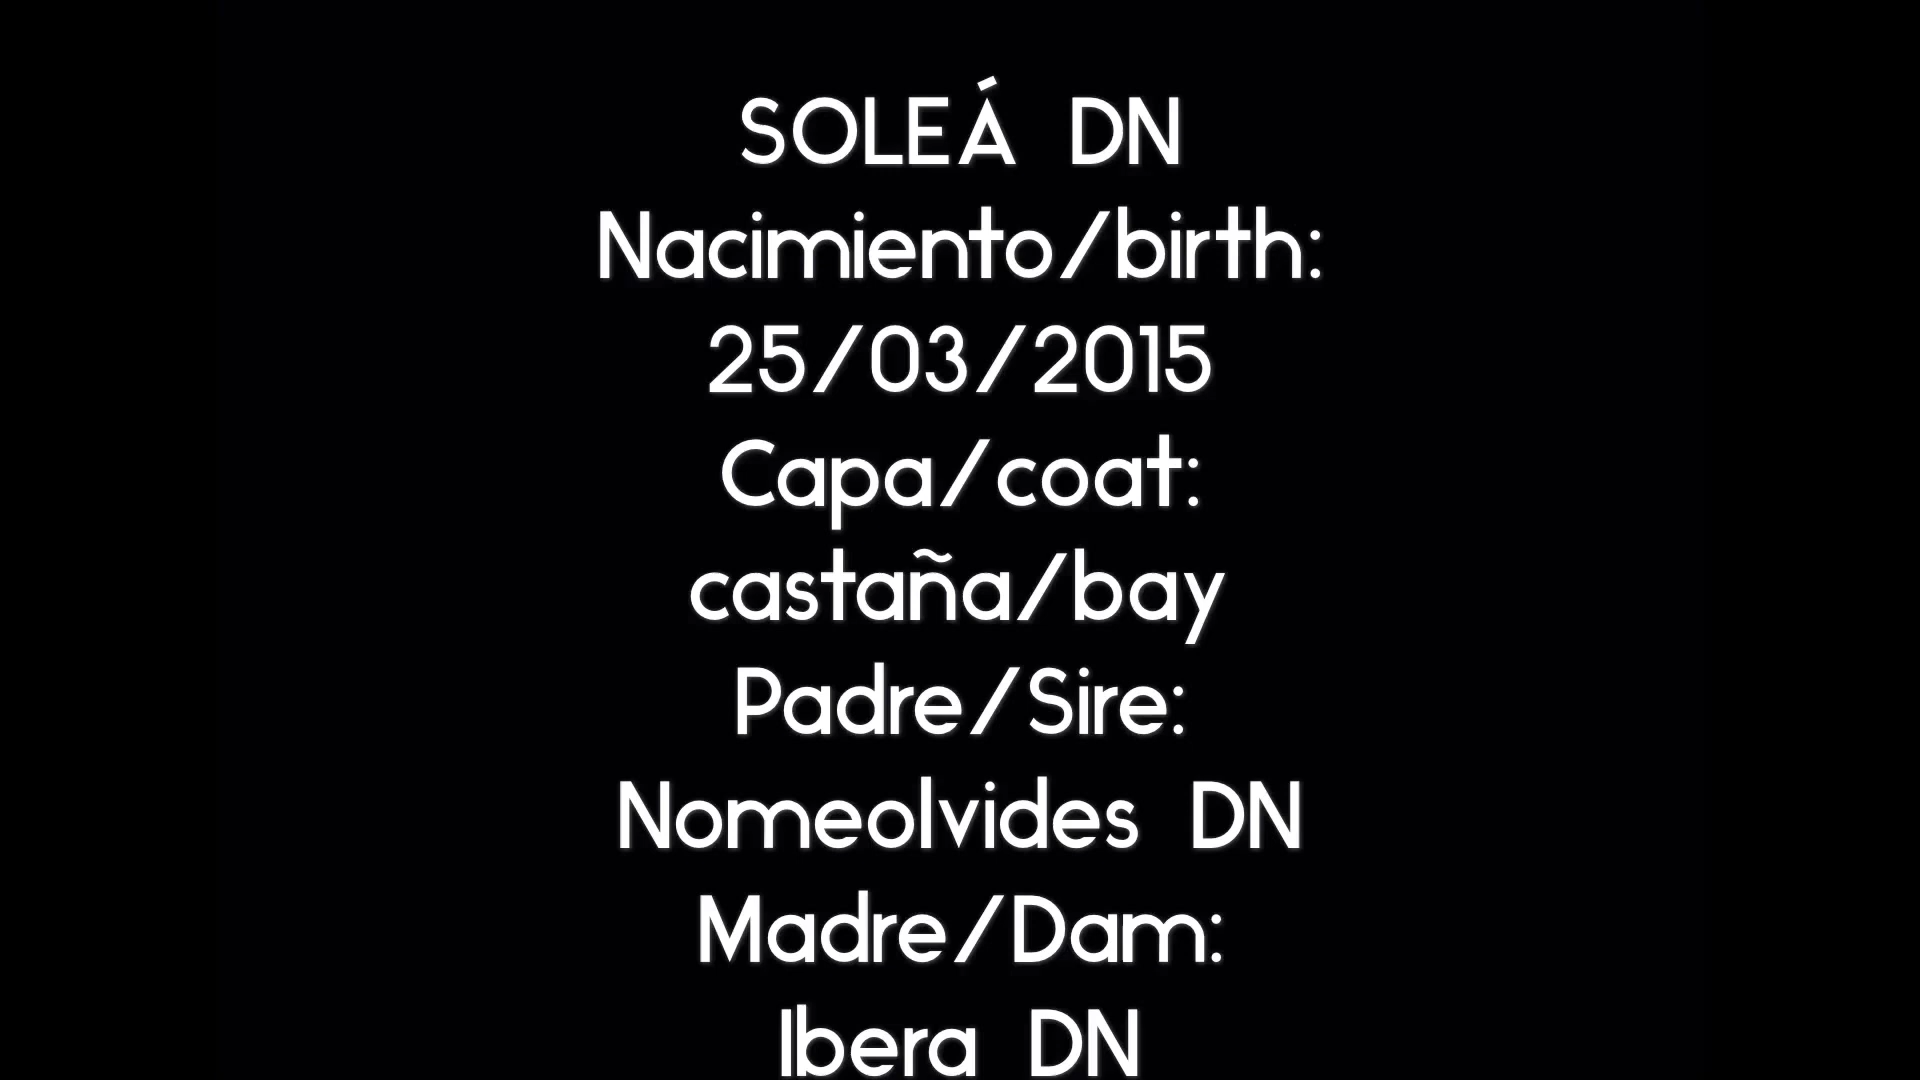 SOLEÁ DN
Nacimiento/birth:
25/03/2015
Capa/coat:
castaña/bay
Padre/Sire:
Nomeolvides DN
Madre/Dam:
Ibera DN